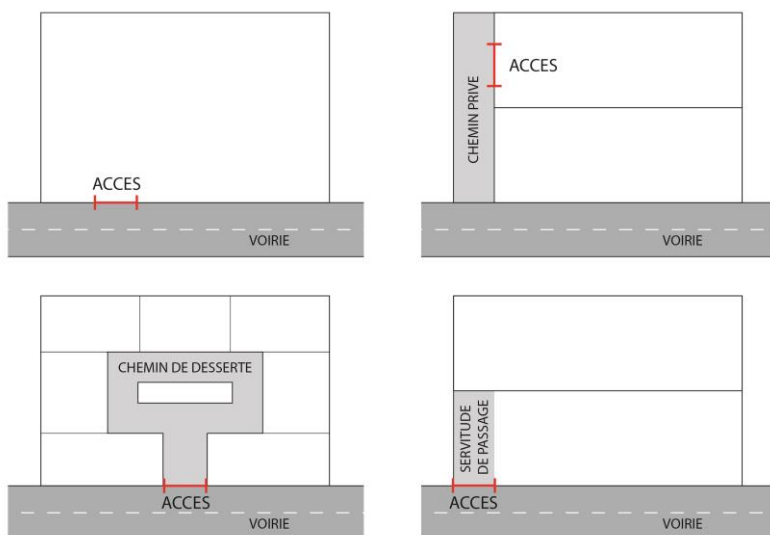 ACCES
VOIRIE
CHEMIN PRIVE
ACCES
VOIRIE
CHEMIN DE DESSERTE
ACCES
VOIRIE
SERVITUDE
DE PASSAGE
ACCES
VOIRIE